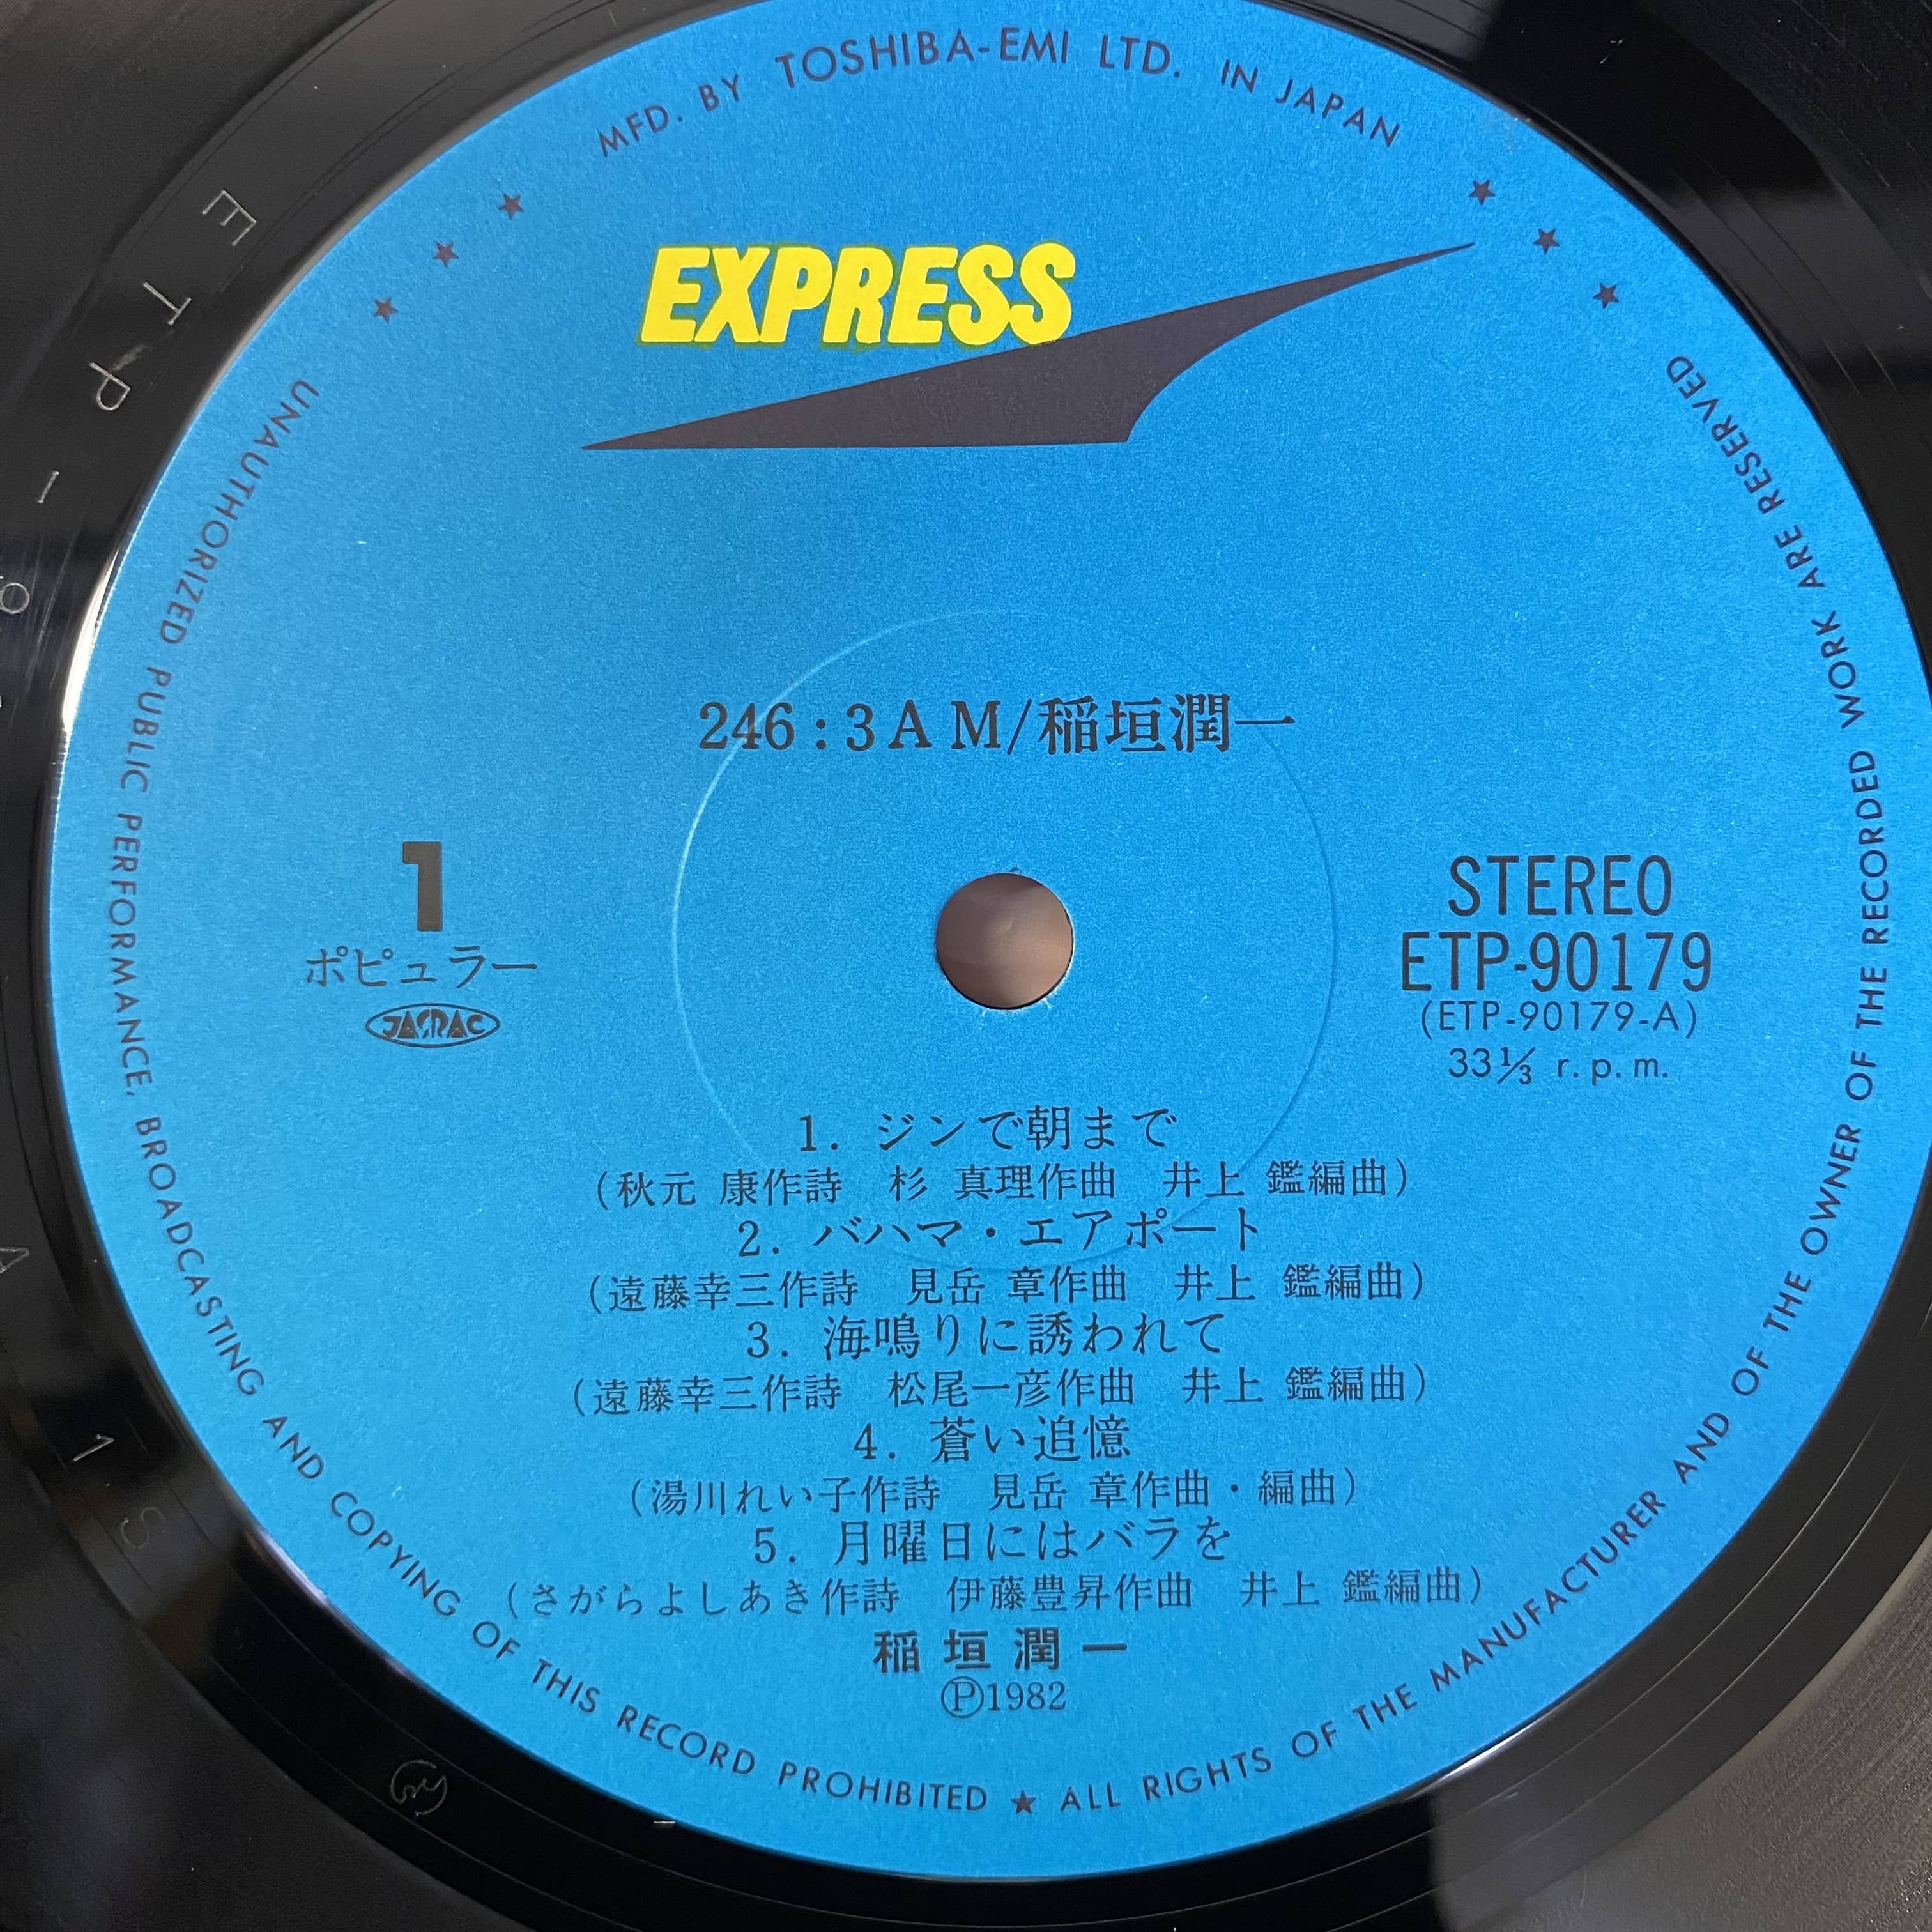 MFD. BY TOSHIBA-EMI LTD. IN JAPAN
EXPRESS
246:3AM/稲垣潤一
1
ポピュラー
JASRAC
STEREO
ETP-90179
(ETP-90179-A)
33⅓ r.p.m.
1. ジンで朝まで
(秋元 康作詩 杉 真理作曲 井上 鑑編曲)
2. バハマ・エアポート
(遠藤幸三作詩 見岳 章作曲 井上 鑑編曲)
3. 海鳴りに誘われて
(遠藤幸三作詩 松尾一彦作曲 井上 鑑編曲)
4. 蒼い追憶
(湯川れい子作詩 見岳 章作曲・編曲)
5. 月曜日にはバラを
(さがらよしあき作詩 伊藤豊昇作曲 井上 鑑編曲)
稲垣潤一
Ⓟ1982
UNAUTHORIZED PUBLIC PERFORMANCE, BROADCASTING AND COPYING OF THIS RECORD PROHIBITED ★ ALL RIGHTS OF THE MANUFACTURER AND OF THE OWNER OF THE RECORDED WORK ARE RESERVED
ETP-9
A
1S